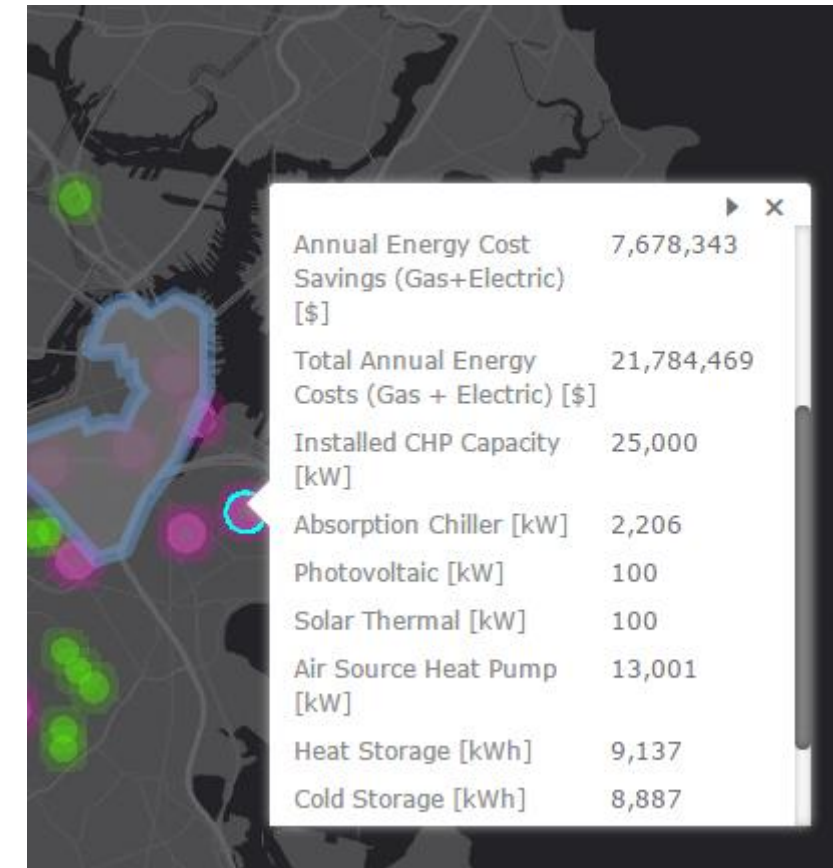 Annual Energy Cost 7,678,343
Savings (Gas+Electric)
[$]
Total Annual Energy 21,784,469
Costs (Gas + Electric) [$]
Installed CHP Capacity 25,000
[kW]
Absorption Chiller [kW] 2,206
Photovoltaic [kW] 100
Solar Thermal [kW] 100
Air Source Heat Pump 13,001
[kW]
Heat Storage [kWh] 9,137
Cold Storage [kWh] 8,887